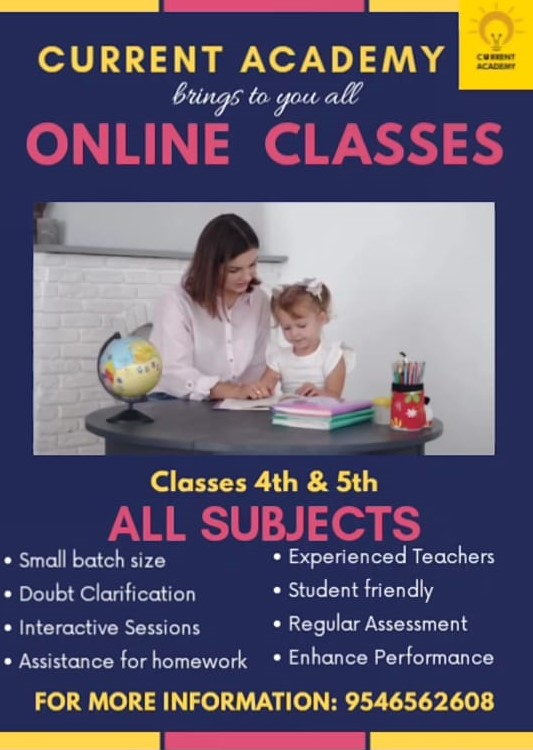 CURRENT ACADEMY
CURRENT
ACADEMY
brings to you all
ONLINE CLASSES
Classes 4th & 5th
ALL SUBJECTS
• Small batch size
• Doubt Clarification
• Interactive Sessions
• Assistance for homework
• Experienced Teachers
• Student friendly
• Regular Assessment
• Enhance Performance
FOR MORE INFORMATION: 9546562608